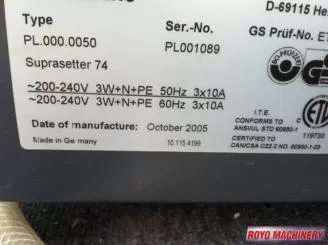 D-69115 He
Type
Ser.-No.
GS Prüf-No. E
PL.000.0050
PL001089
Suprasetter 74
~200-240V 3W+N+PE 50Hz 3x10A
~200-240V 3W+N+PE 60Hz 3x10A
I.T.E.
CONFORMS TO
ANSI/UL STD 60950-1
Date of manufacture: October 2005
119730
CERTIFIED TO
CAN/CSA C22.2 NO. 60950-1-03
Made in Germany
10.115.4199
ROYO MACHINERY